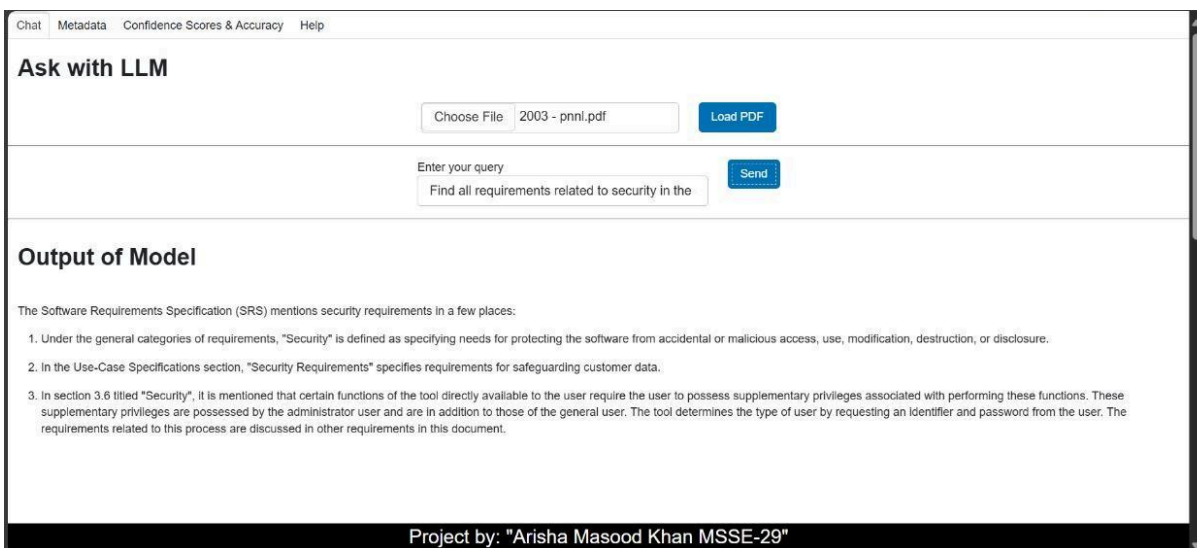 Chat Metadata Confidence Scores & Accuracy Help
Ask with LLM
Choose File 2003 - pnnl.pdf Load PDF
Enter your query
Find all requirements related to security in the Send
Output of Model
The Software Requirements Specification (SRS) mentions security requirements in a few places:
1. Under the general categories of requirements, "Security" is defined as specifying needs for protecting the software from accidental or malicious access, use, modification, destruction, or disclosure.
2. In the Use-Case Specifications section, "Security Requirements" specifies requirements for safeguarding customer data.
3. In section 3.6 titled "Security", it is mentioned that certain functions of the tool directly available to the user require the user to possess supplementary privileges associated with performing these functions. These
supplementary privileges are possessed by the administrator user and are in addition to those of the general user. The tool determines the type of user by requesting an identifier and password from the user. The
requirements related to this process are discussed in other requirements in this document.
Project by: "Arisha Masood Khan MSSE-29"